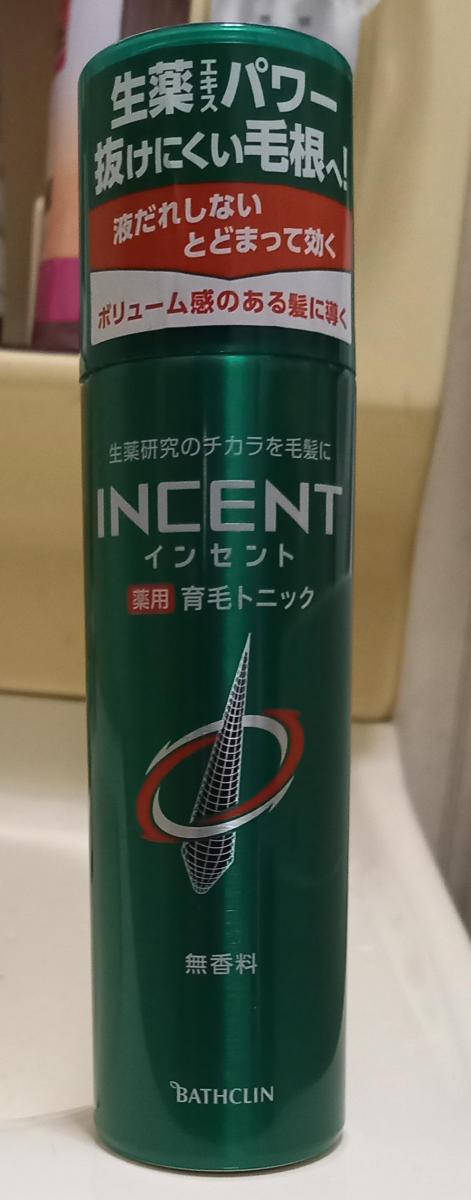 生薬エキスパワー
抜けにくい毛根へ!
液だれしない
とどまって効く
ボリューム感のある髪に導く
生薬研究のチカラを毛髪に
INCENT
インセント
薬用 育毛トニック
無香料
BATHCLIN